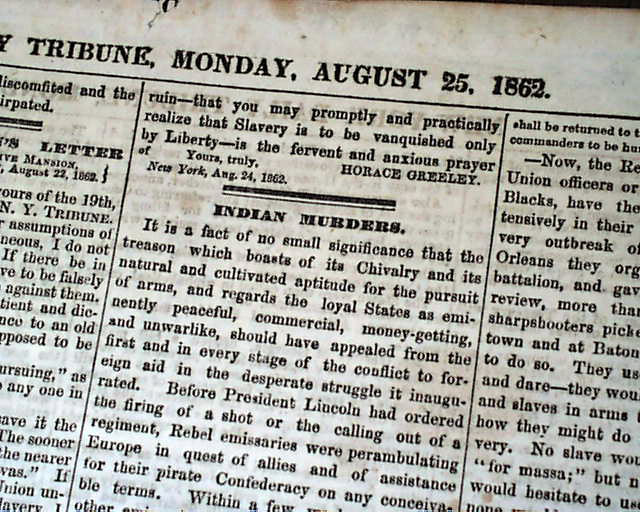 Y TRIBUNE, MONDAY, AUGUST 25, 1862.
discomfited and the
irpated.
'S LETTER
IVE MANSION,
, August 22, 1862.
ours of the 19th,
N. Y. TRIBUNE.
r assumptions of
neous, I do not
If there be in
ve to be falsely
against them.
tient and dic-
nce to an old
pposed to be
ursuing," as
any one in
save it the
The sooner
the nearer
was." If
Union un-
lavery, I
ruin—that you may promptly and practically
realize that Slavery is to be vanquished only
by Liberty—is the fervent and anxious prayer
of Yours, truly,
HORACE GREELEY.
New York, Aug. 24, 1862.
INDIAN MURDERS.
It is a fact of no small significance that the
treason which boasts of its Chivalry and its
natural and cultivated aptitude for the pursuit
of arms, and regards the loyal States as emi-
nently peaceful, commercial, money-getting,
and unwarlike, should have appealed from the
first and in every stage of the conflict to for-
eign aid in the desperate struggle it inaugu-
rated. Before President Lincoln had ordered
the firing of a shot or the calling out of a
regiment, Rebel emissaries were perambulating
Europe in quest of allies and of assistance
for their pirate Confederacy on any conceiva-
ble terms. Within a few
other
shall be returned to t
commanders to be hu
—Now, the Re
Union officers or
Blacks, have the
tensively in their
very outbreak of
Orleans they org
battalion, and gav
review, more than
sharpshooters picke
town and at Baton
to do so. They us
and dare—they wou
and slaves in arms
how they might do
very. No slave wou
"for massa;" but n
would hesitate to us